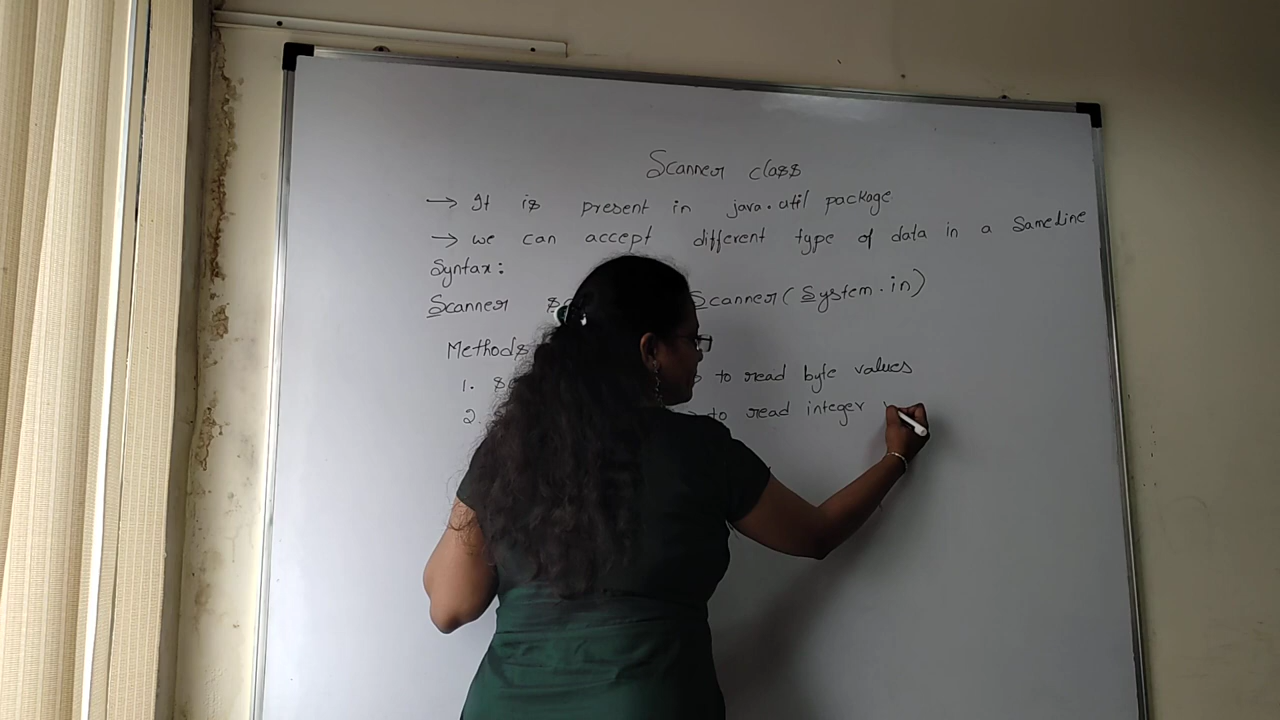 Scanner class
→ It is present in java.util package
→ we can accept different type of data in a sameline
Syntax:
Scanner Scanner(System.in)
Methods
1. to read byte values
2 to read integer